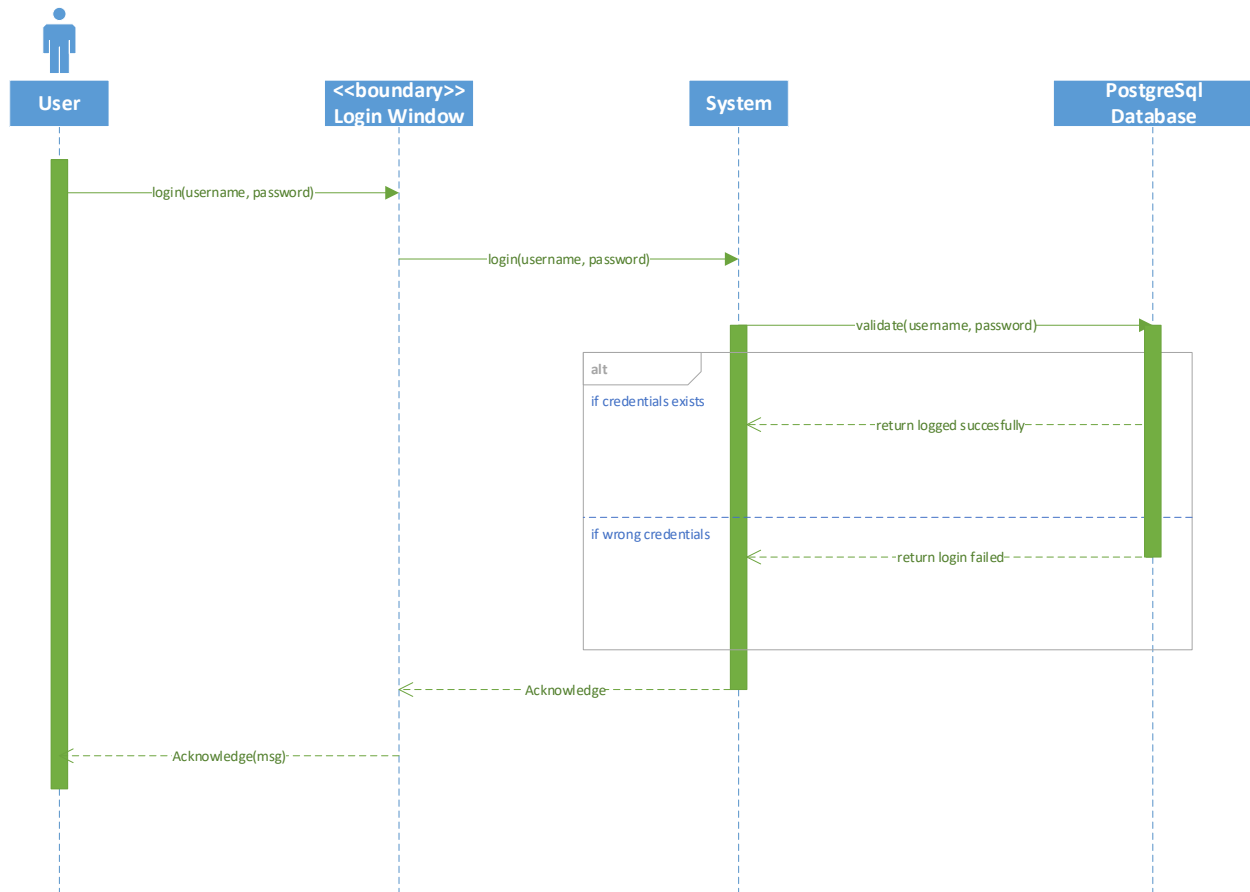 User
<<boundary>>
Login Window
System
PostgreSql
Database
login(username, password)
login(username, password)
validate(username, password)
alt
if credentials exists
return logged succesfully
if wrong credentials
return login failed
Acknowledge
Acknowledge(msg)